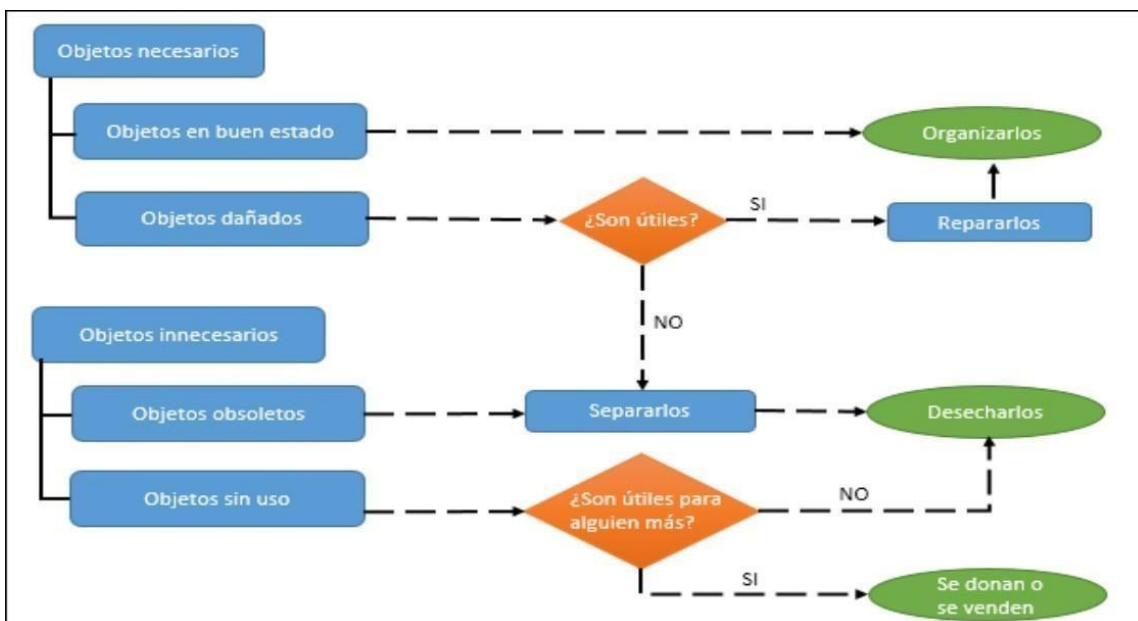 Objetos necesarios
Objetos en buen estado
Organizarlos
Objetos dañados
¿Son útiles?
SI
Repararlos
NO
Objetos innecesarios
Objetos obsoletos
Separarlos
Desecharlos
Objetos sin uso
¿Son útiles para
alguien más?
NO
SI
Se donan o
se venden